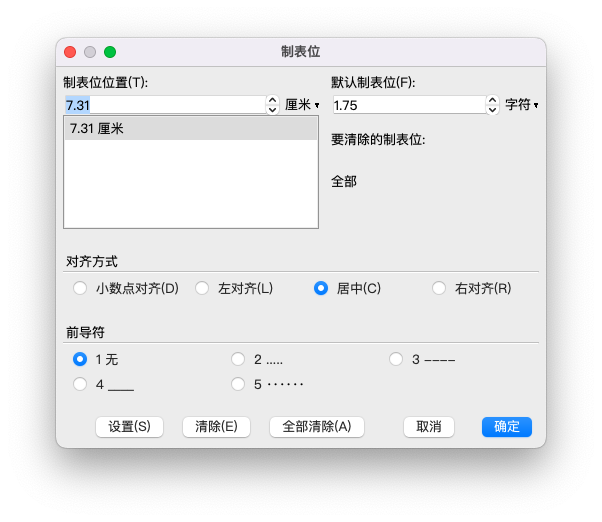 制表位
制表位位置(T):
默认制表位(F):
7.31
厘米
1.75
字符
7.31 厘米
要清除的制表位:
全部
对齐方式
小数点对齐(D)
左对齐(L)
居中(C)
右对齐(R)
前导符
1 无
2 .....
3 ----
4 ____
5 ······
设置(S)
清除(E)
全部清除(A)
取消
确定